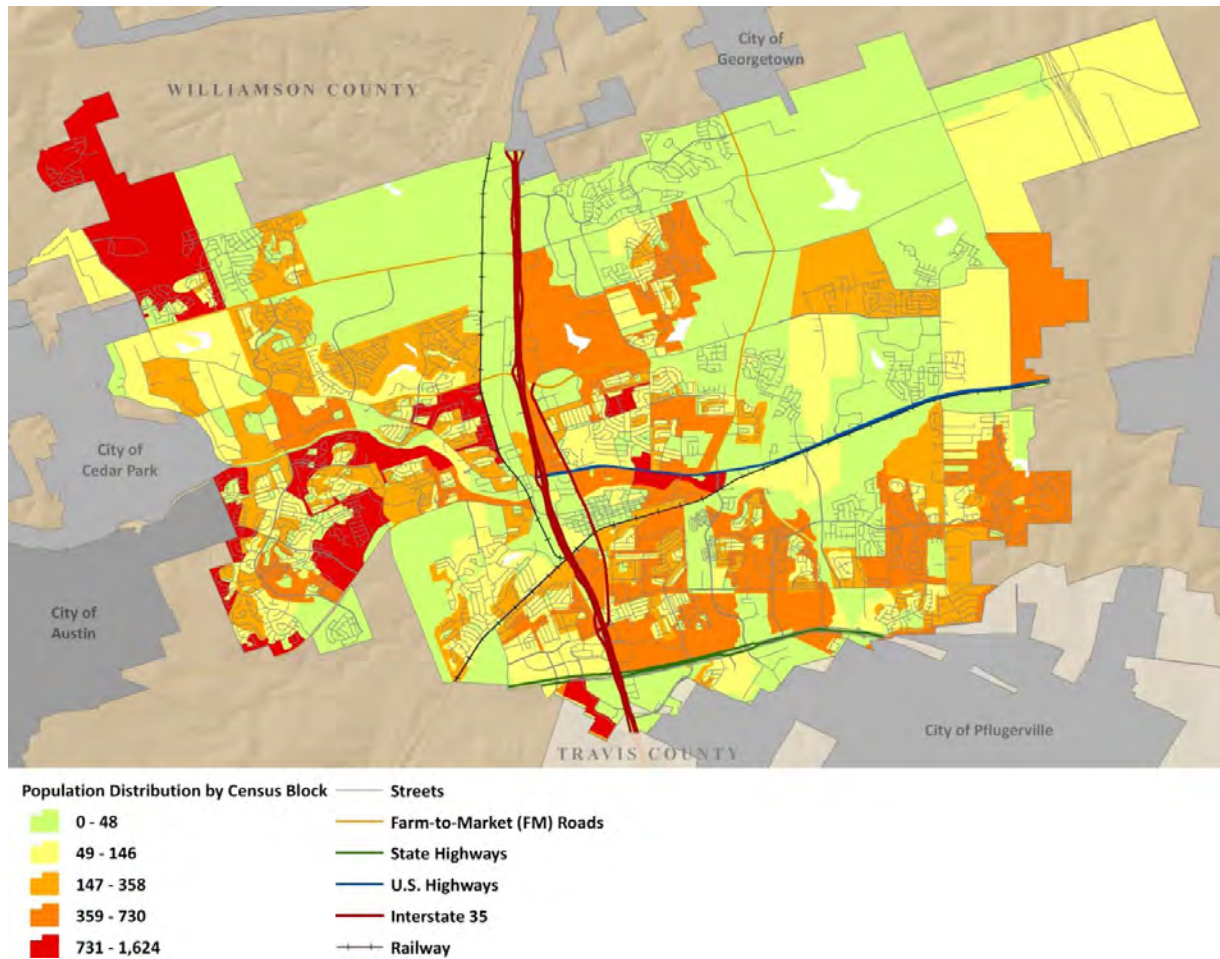 City of
Georgetown
WILLIAMSON COUNTY
City of
Cedar Park
City of
Austin
City of Pflugerville
TRAVIS COUNTY
Population Distribution by Census Block
0 - 48
49 - 146
147 - 358
359 - 730
731 - 1,624
Streets
Farm-to-Market (FM) Roads
State Highways
U.S. Highways
Interstate 35
Railway